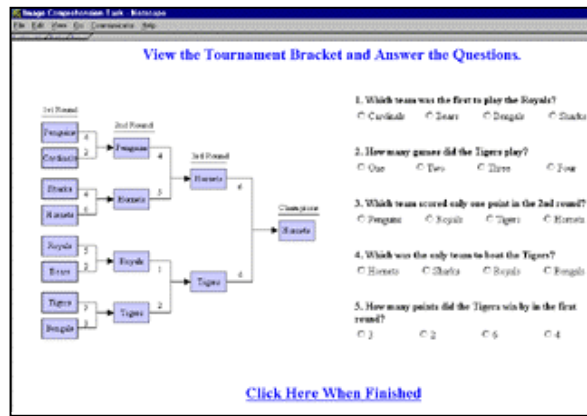 Image Comprehension Task - Netscape
File Edit View Go Communicator Help
View the Tournament Bracket and Answer the Questions.
1st Round
2nd Round
3rd Round
Champions
Penguins
Cardinals
Sharks
Hornets
Royals
Bears
Tigers
Bengals
Penguins
4
Hornets
5
Royals
1
Tigers
2
Hornets
Tigers
Hornets
1. Which team was the first to play the Royals?
Cardinals Bears Bengals Sharks
2. How many games did the Tigers play?
One Two Three Four
3. Which team scored only one point in the 2nd round?
Penguins Royals Tigers Hornets
4. Which was the only team to beat the Tigers?
Hornets Sharks Royals Bengals
5. How many points did the Tigers win by in the first
round?
3 2 6 4
Click Here When Finished